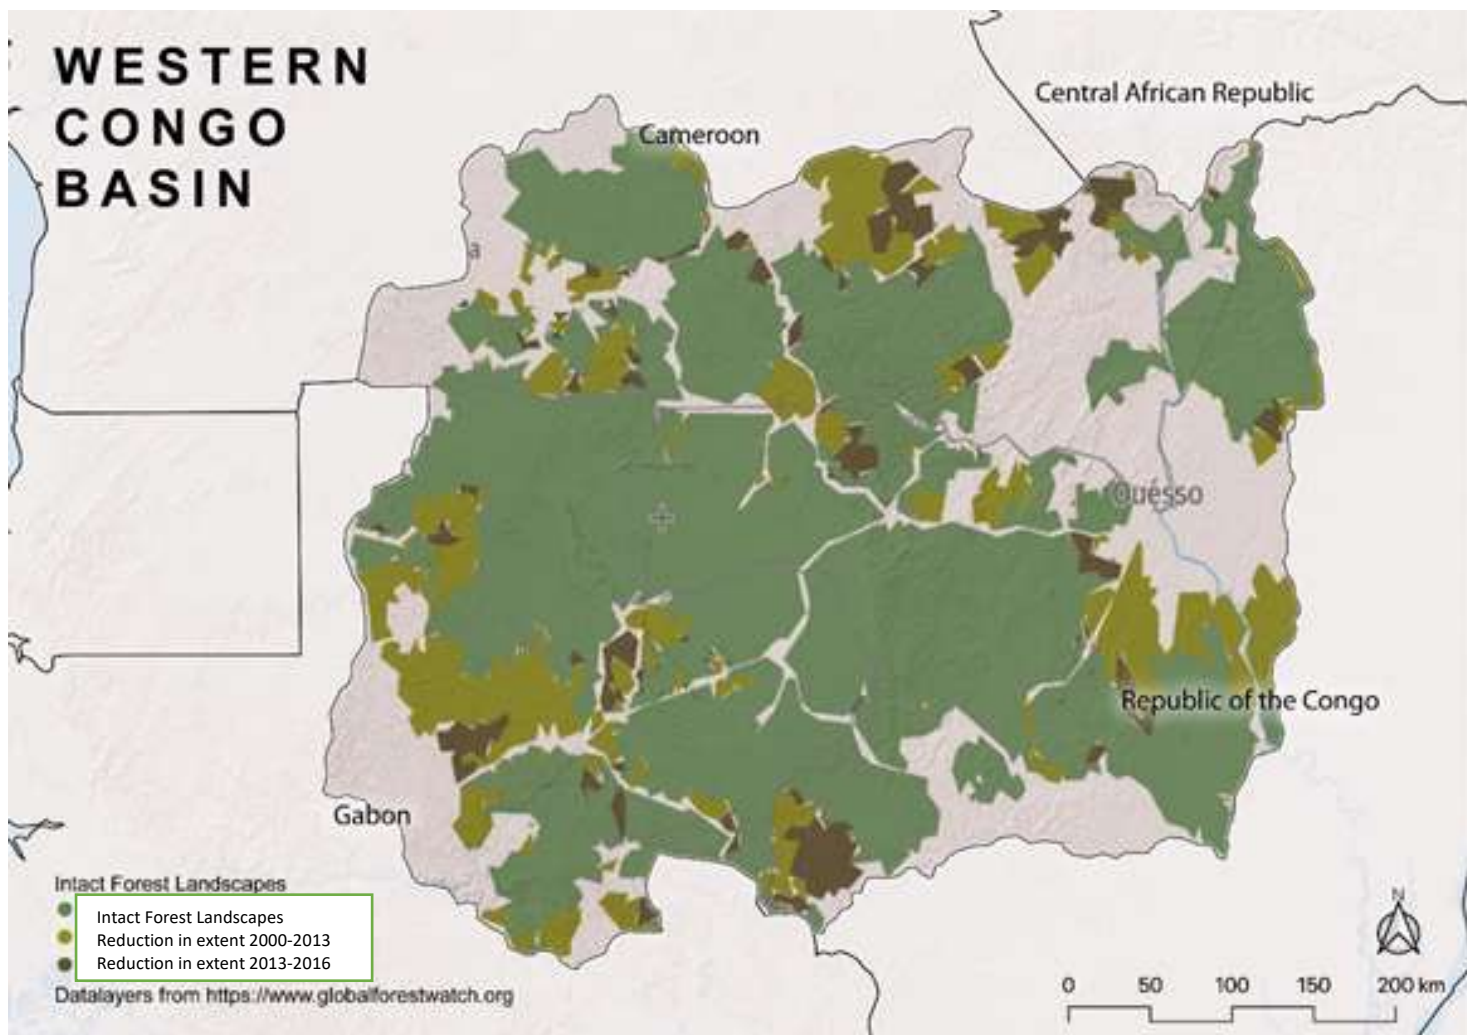 WESTERN
CONGO
BASIN
Central African Republic
Cameroon
a
Ouésso
Republic of the Congo
Gabon
Intact Forest Landscapes
Intact Forest Landscapes
Reduction in extent 2000-2013
Reduction in extent 2013-2016
Datalayers from https://www.globalforestwatch.org
N
0 50 100 150 200 km